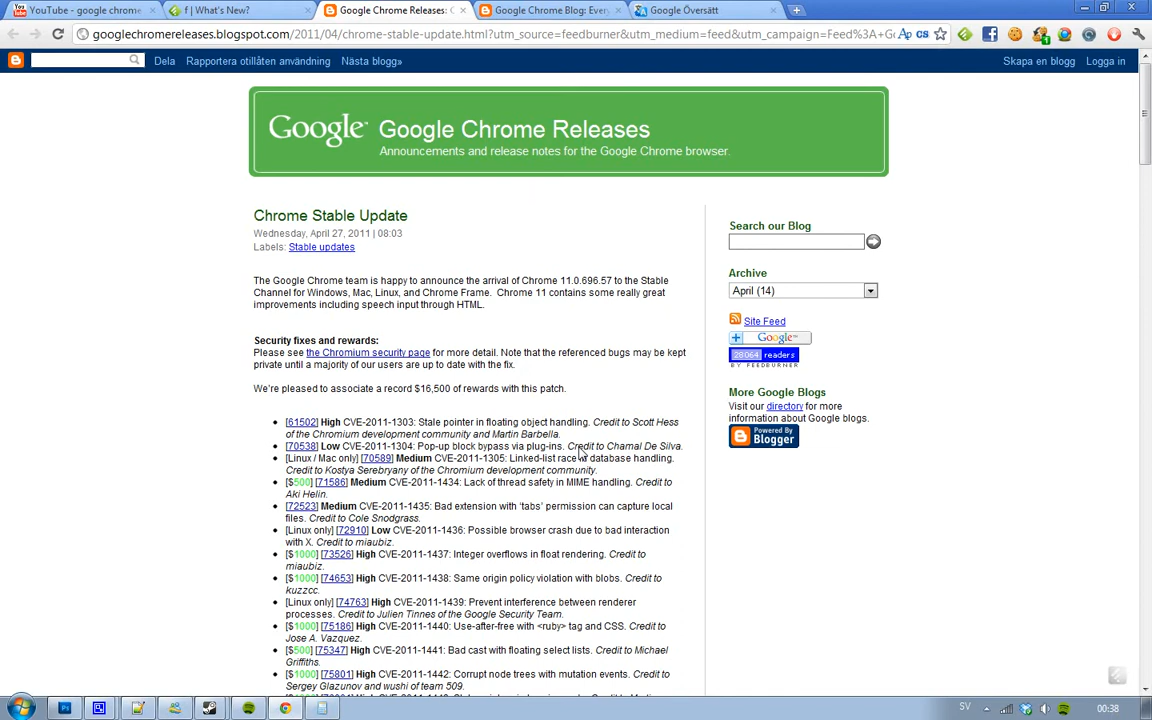 YouTube - google chrome
f | What's New?
Google Chrome Releases: C
Google Chrome Blog: Every
Google Översätt
googlechromereleases.blogspot.com/2011/04/chrome-stable-update.html?utm_source=feedburner&utm_medium=feed&utm_campaign=Feed%3A+Go
Dela
Rapportera otillåten användning
Nästa blogg»
Skapa en blogg
Logga in
Google™ Google Chrome Releases
Announcements and release notes for the Google Chrome browser.
Chrome Stable Update
Wednesday, April 27, 2011 | 08:03
Labels: Stable updates
The Google Chrome team is happy to announce the arrival of Chrome 11.0.696.57 to the Stable
Channel for Windows, Mac, Linux, and Chrome Frame. Chrome 11 contains some really great
improvements including speech input through HTML.
Security fixes and rewards:
Please see the Chromium security page for more detail. Note that the referenced bugs may be kept
private until a majority of our users are up to date with the fix.
We're pleased to associate a record $16,500 of rewards with this patch.
[61502] High CVE-2011-1303: Stale pointer in floating object handling. Credit to Scott Hess
of the Chromium development community and Martin Barbella.
[70538] Low CVE-2011-1304: Pop-up block bypass via plug-ins. Credit to Chamal De Silva.
[Linux / Mac only] [70589] Medium CVE-2011-1305: Linked-list race in database handling.
Credit to Kostya Serebryany of the Chromium development community.
[$500] [71586] Medium CVE-2011-1434: Lack of thread safety in MIME handling. Credit to
Aki Helin.
[72523] Medium CVE-2011-1435: Bad extension with 'tabs' permission can capture local
files. Credit to Cole Snodgrass.
[Linux only] [72910] Low CVE-2011-1436: Possible browser crash due to bad interaction
with X. Credit to miaubiz.
[$1000] [73526] High CVE-2011-1437: Integer overflows in float rendering. Credit to
miaubiz.
[$1000] [74653] High CVE-2011-1438: Same origin policy violation with blobs. Credit to
kuzzcc.
[Linux only] [74763] High CVE-2011-1439: Prevent interference between renderer
processes. Credit to Julien Tinnes of the Google Security Team.
[$1000] [75186] High CVE-2011-1440: Use-after-free with <ruby> tag and CSS. Credit to
Jose A. Vazquez.
[$500] [75347] High CVE-2011-1441: Bad cast with floating select lists. Credit to Michael
Griffiths.
[$1000] [75801] High CVE-2011-1442: Corrupt node trees with mutation events. Credit to
Sergey Glazunov and wushi of team 509.
Search our Blog
Archive
April (14)
Site Feed
Google™
28064 readers
BY FEEDBURNER
More Google Blogs
Visit our directory for more
information about Google blogs.
Powered By
Blogger
SV
00:38